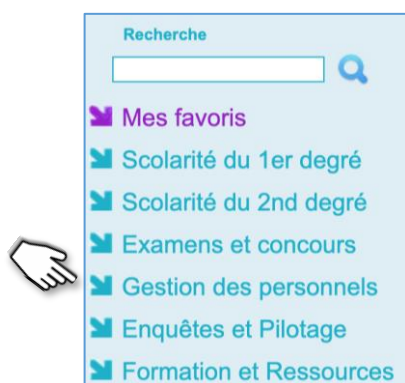 Recherche
Mes favoris
Scolarité du 1er degré
Scolarité du 2nd degré
Examens et concours
Gestion des personnels
Enquêtes et Pilotage
Formation et Ressources